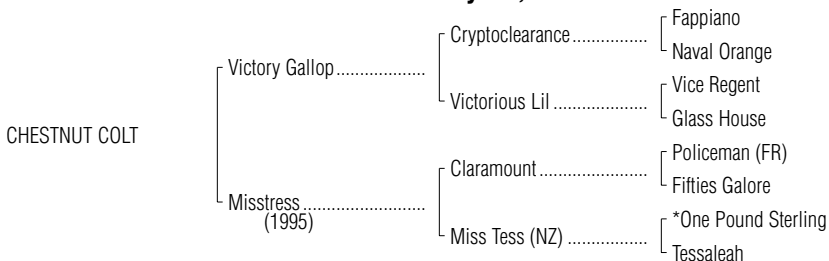 Fappiano
Cryptoclearance................
Naval Orange
Victory Gallop....................
Vice Regent
Victorious Lil ....................
Glass House
CHESTNUT COLT
Policeman (FR)
Claramount.......................
Fifties Galore
Misstress ..........................
(1995)
*One Pound Sterling
Miss Tess (NZ) .................
Tessaleah